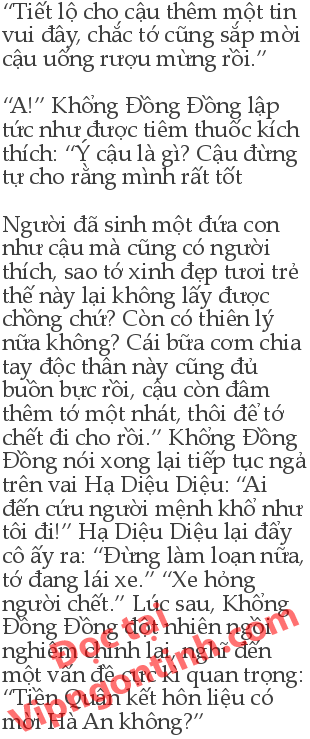 “Tiết lộ cho cậu thêm một tin
vui đây, chắc tớ cũng sắp mời
cậu uống rượu mừng rồi.”
“A!” Khổng Đồng Đồng lập
tức như được tiêm thuốc kích
thích: “Ý cậu là gì? Cậu đừng
tự cho rằng mình rất tốt
Người đã sinh một đứa con
như cậu mà cũng có người
thích, sao tớ xinh đẹp tươi trẻ
thế này lại không lấy được
chồng chứ? Còn có thiên lý
nữa không? Cái bữa cơm chia
tay độc thân này cũng đủ
buồn bực rồi, cậu còn đâm
thêm tớ một nhát, thôi để tớ
chết đi cho rồi.” Khổng Đồng
Đồng nói xong lại tiếp tục ngả
trên vai Hạ Diệu Diệu: “Ai
đến cứu người mệnh khổ như
tôi đi!” Hạ Diệu Diệu lại đẩy
cô ấy ra: “Đừng làm loạn nữa,
tớ đang lái xe.” “Xe hỏng
người chết.” Lúc sau, Khổng
Đồng Đồng đột nhiên ngồi
nghiêm chỉnh lại, nghĩ đến
một vấn đề cực kì quan trọng:
“Tiền Quân kết hôn liệu có
mời Hà An không?”
Đọc tại
Vipngontinh.com